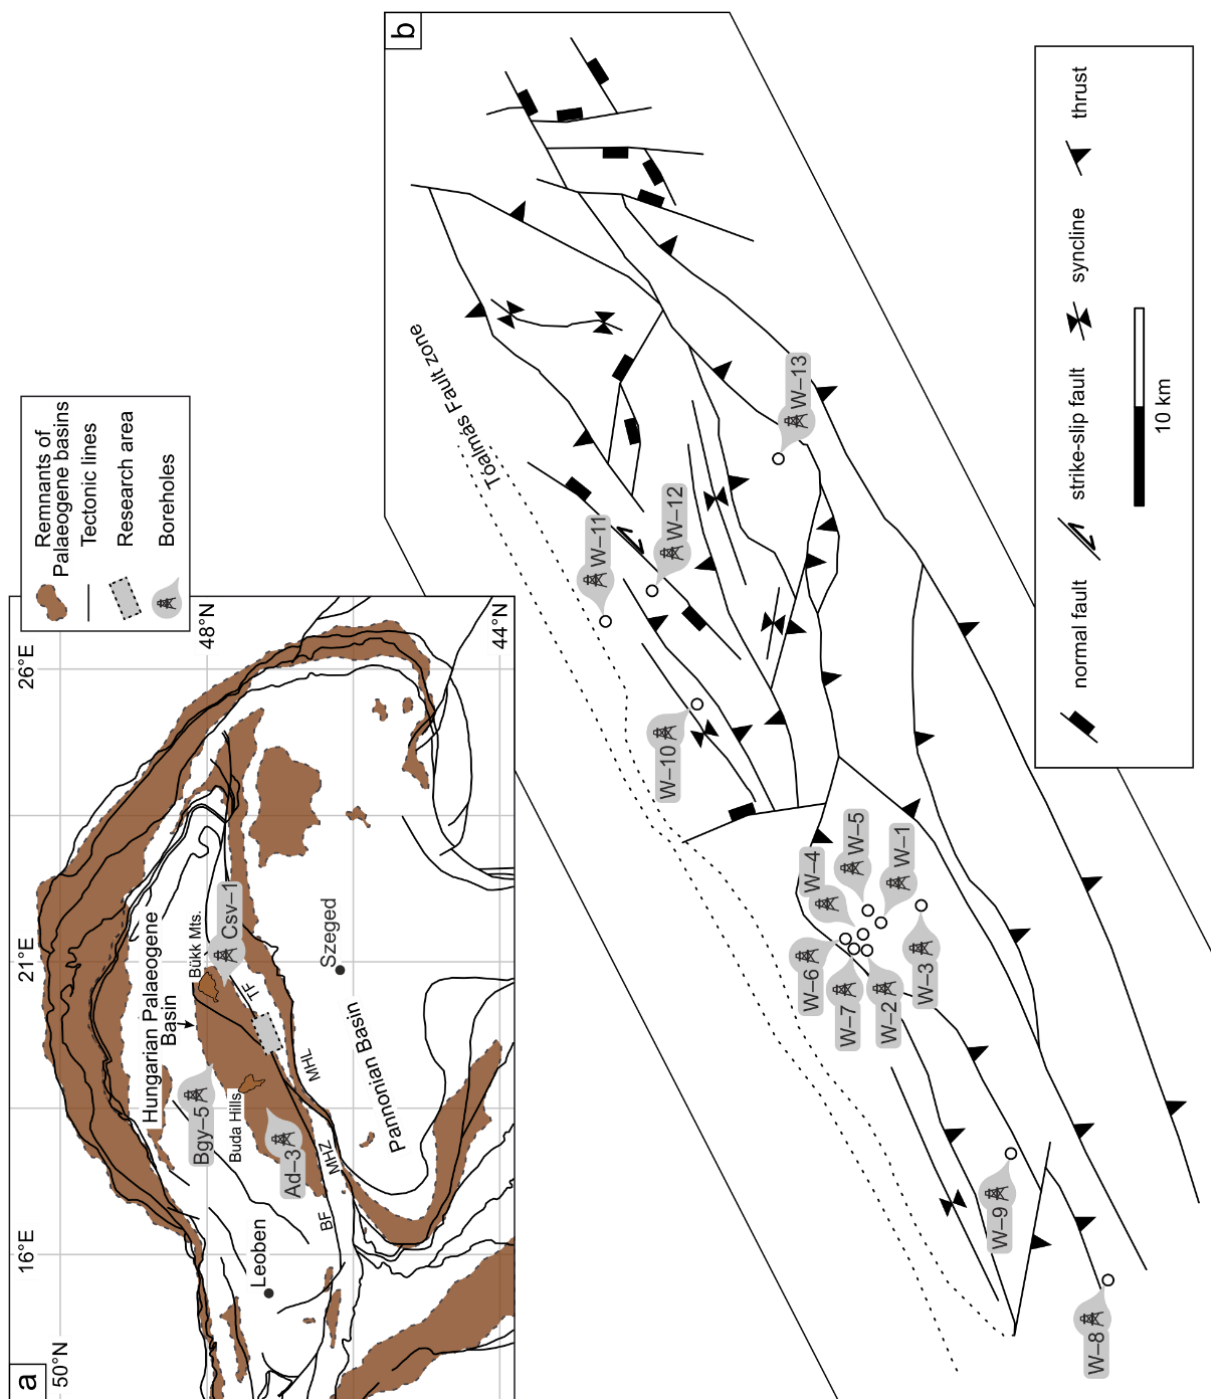 a
50°N
16°E
21°E
26°E
48°N
44°N
Hungarian Palaeogene
Basin
Bükk Mts.
Csv–1
Bgy–5
Buda Hills
Ad–3
TF
MHL
MHZ
BF
Leoben
Szeged
Pannonian Basin
Remnants of
Palaeogene basins
Tectonic lines
Research area
Boreholes
b
Tóalmás Fault zone
W–11
W–12
W–13
W–10
W–4
W–5
W–1
W–6
W–7
W–2
W–3
W–9
W–8
normal fault
strike-slip fault
syncline
thrust
10 km